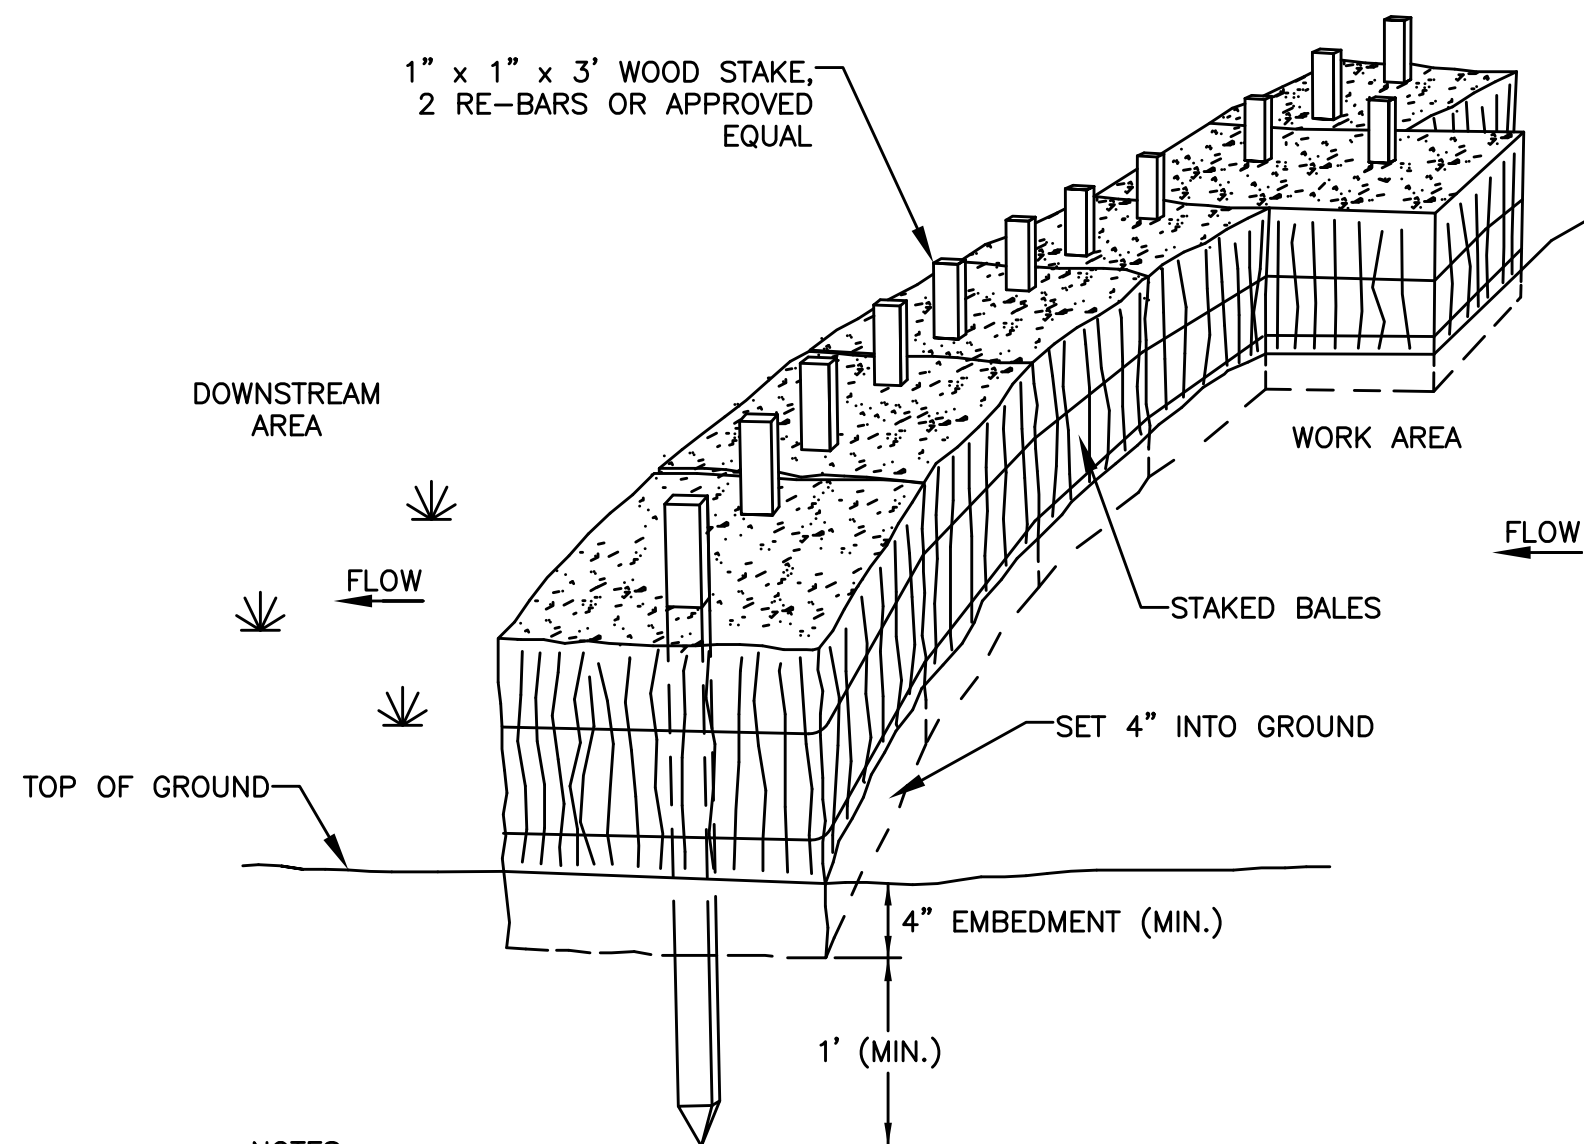 1” x 1” x 3’ WOOD STAKE,
2 RE-BARS OR APPROVED
EQUAL
DOWNSTREAM
AREA
WORK AREA
FLOW
FLOW
STAKED BALES
SET 4” INTO GROUND
TOP OF GROUND
4” EMBEDMENT (MIN.)
1’ (MIN.)